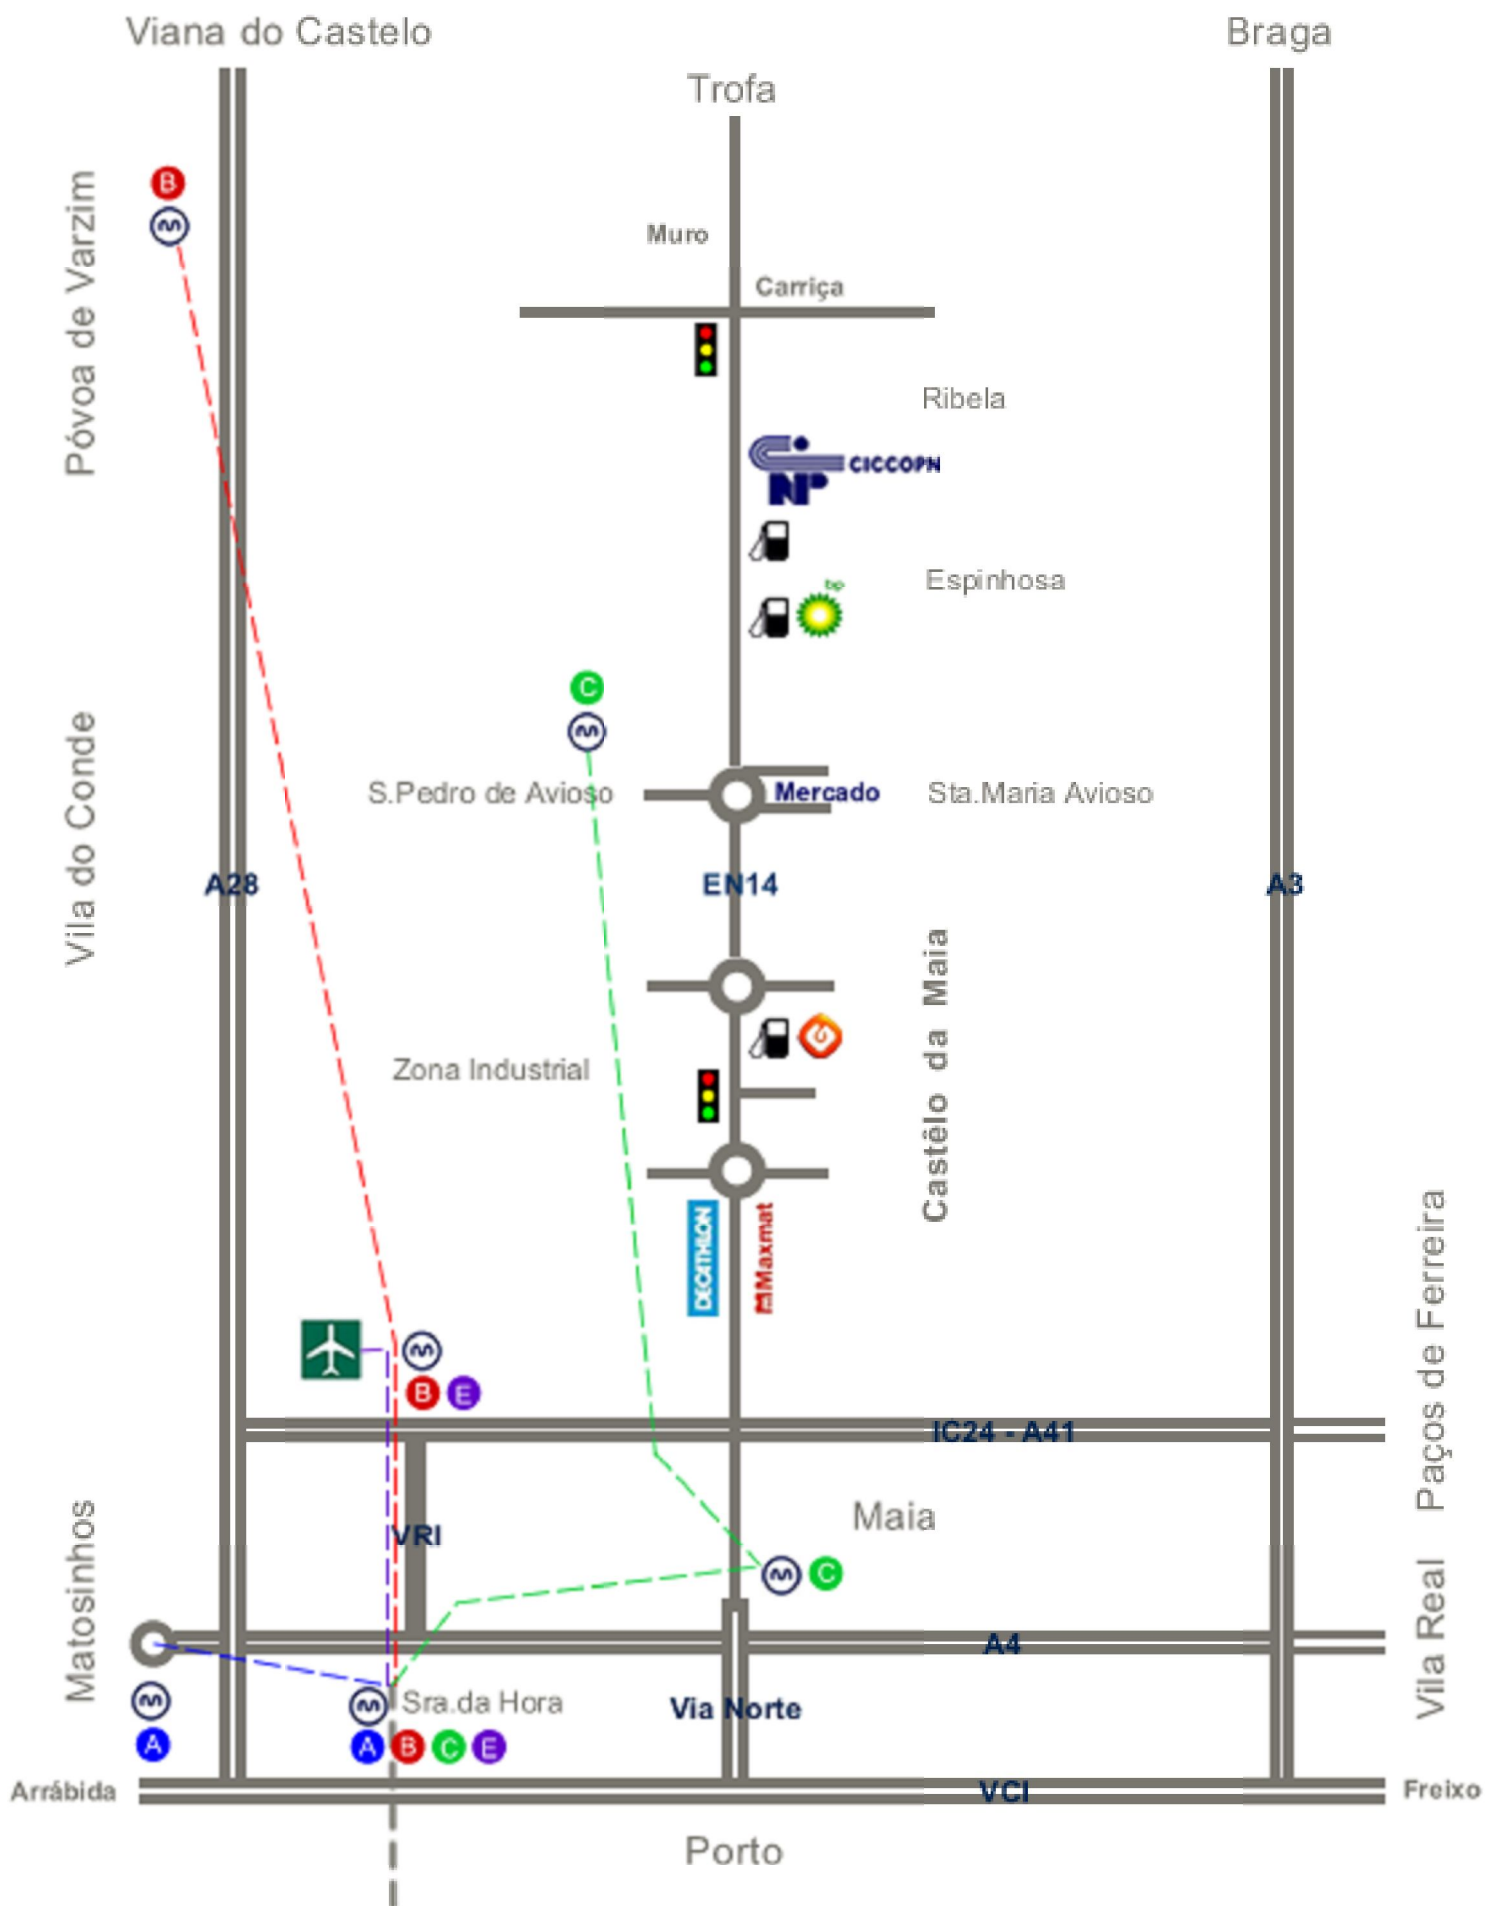 Viana do Castelo
Braga
Trofa
B
Póvoa de Varzim
Muro
Carriça
Ribela
CICCOPN
Espinhosa
bp
C
Vila do Conde
S.Pedro de Avioso
Mercado
Sta.Maria Avioso
A28
EN14
A3
Castêlo da Maia
Zona Industrial
DECATHLON
Maxmat
Paços de Ferreira
B E
IC24 - A41
Maia
VRI
C
Matosinhos
A4
Vila Real
Sra.da Hora
Via Norte
A
A B C E
Arrábida
VCI
Freixo
Porto